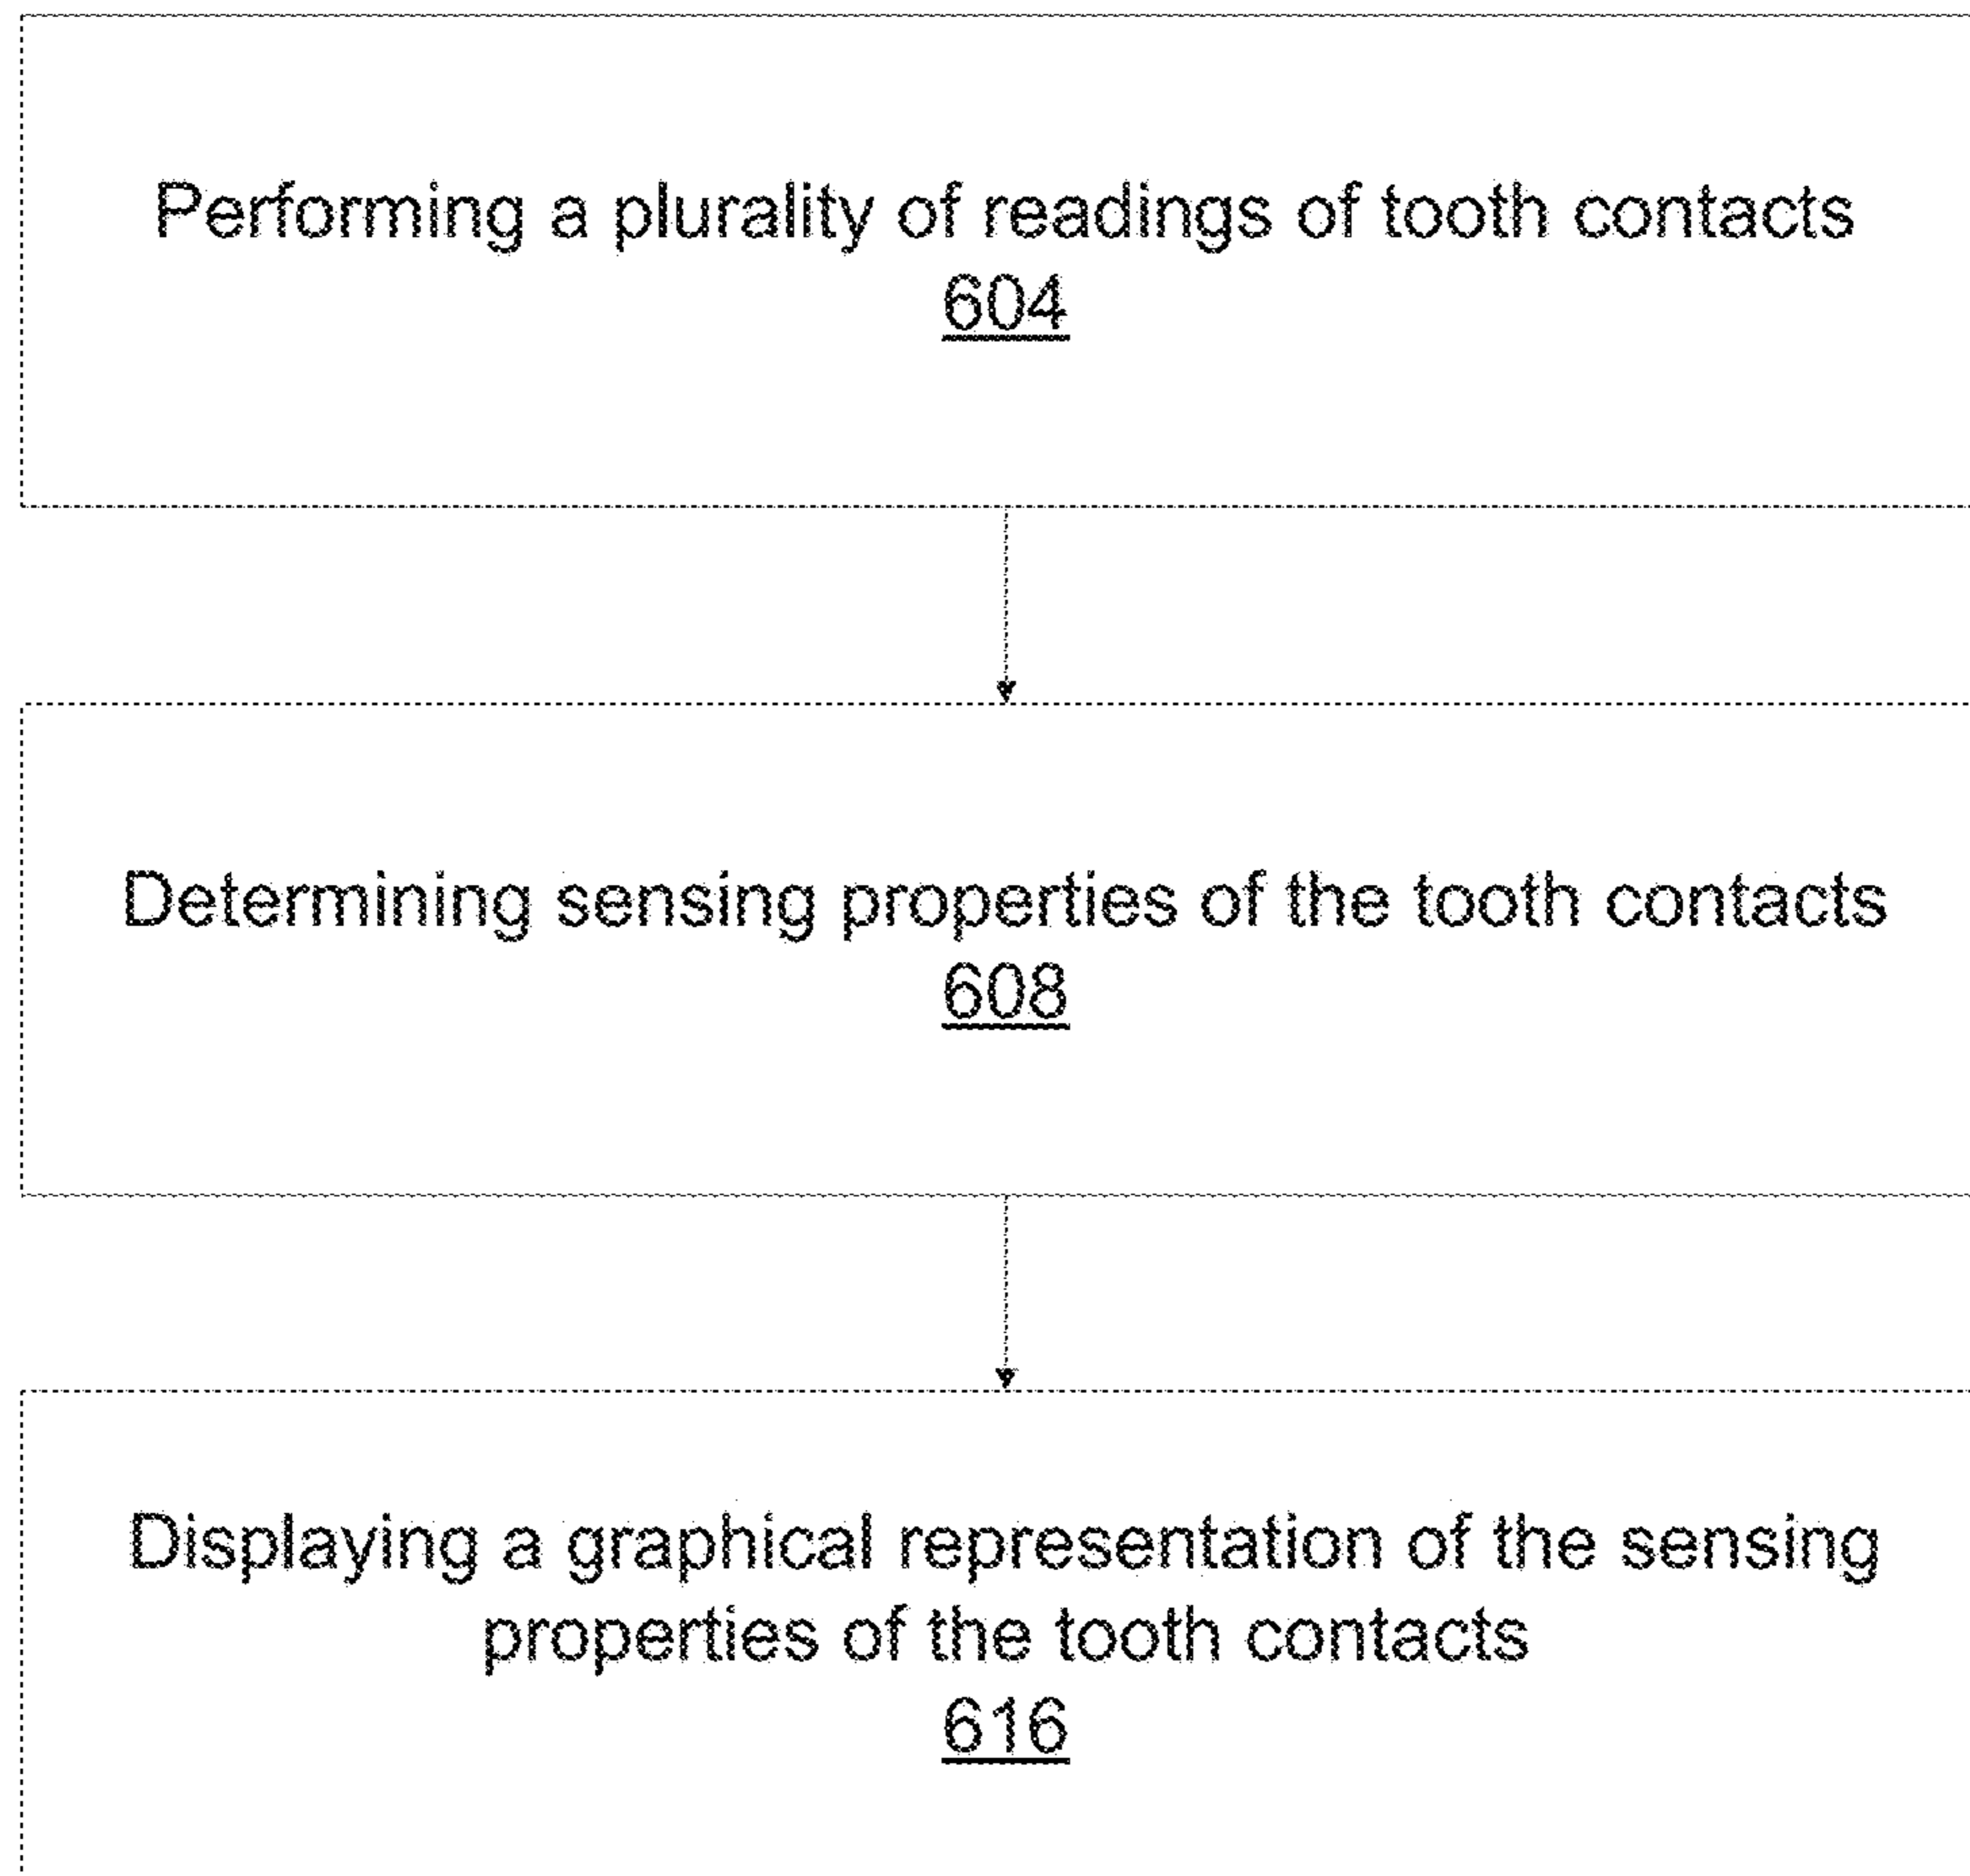 Performing a plurality of readings of tooth contacts
604
Determining sensing properties of the tooth contacts
608
Displaying a graphical representation of the sensing
properties of the tooth contacts
616